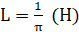 L = 1/π (H)